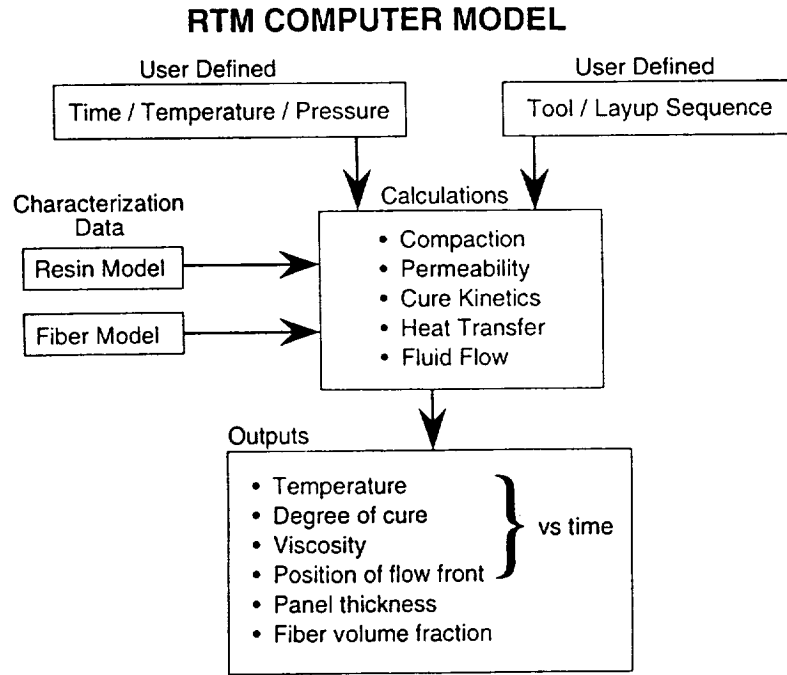 RTM COMPUTER MODEL
User Defined
Time / Temperature / Pressure
User Defined
Tool / Layup Sequence
Characterization
Data
Resin Model
Fiber Model
Calculations
• Compaction
• Permeability
• Cure Kinetics
• Heat Transfer
• Fluid Flow
Outputs
• Temperature
• Degree of cure
• Viscosity
• Position of flow front
vs time
• Panel thickness
• Fiber volume fraction